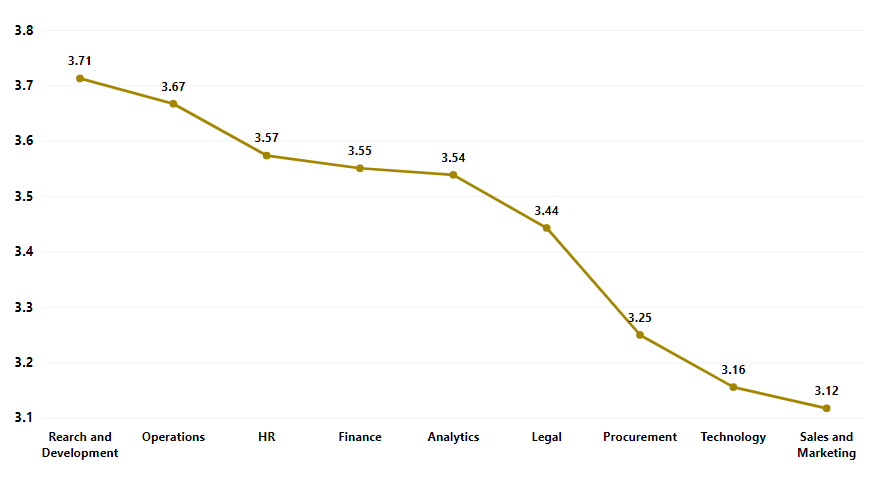 3.8
3.7
3.6
3.5
3.4
3.3
3.2
3.1
3.71
3.67
3.57
3.55
3.54
3.44
3.25
3.16
3.12
Rearch and
Development
Operations
HR
Finance
Analytics
Legal
Procurement
Technology
Sales and
Marketing